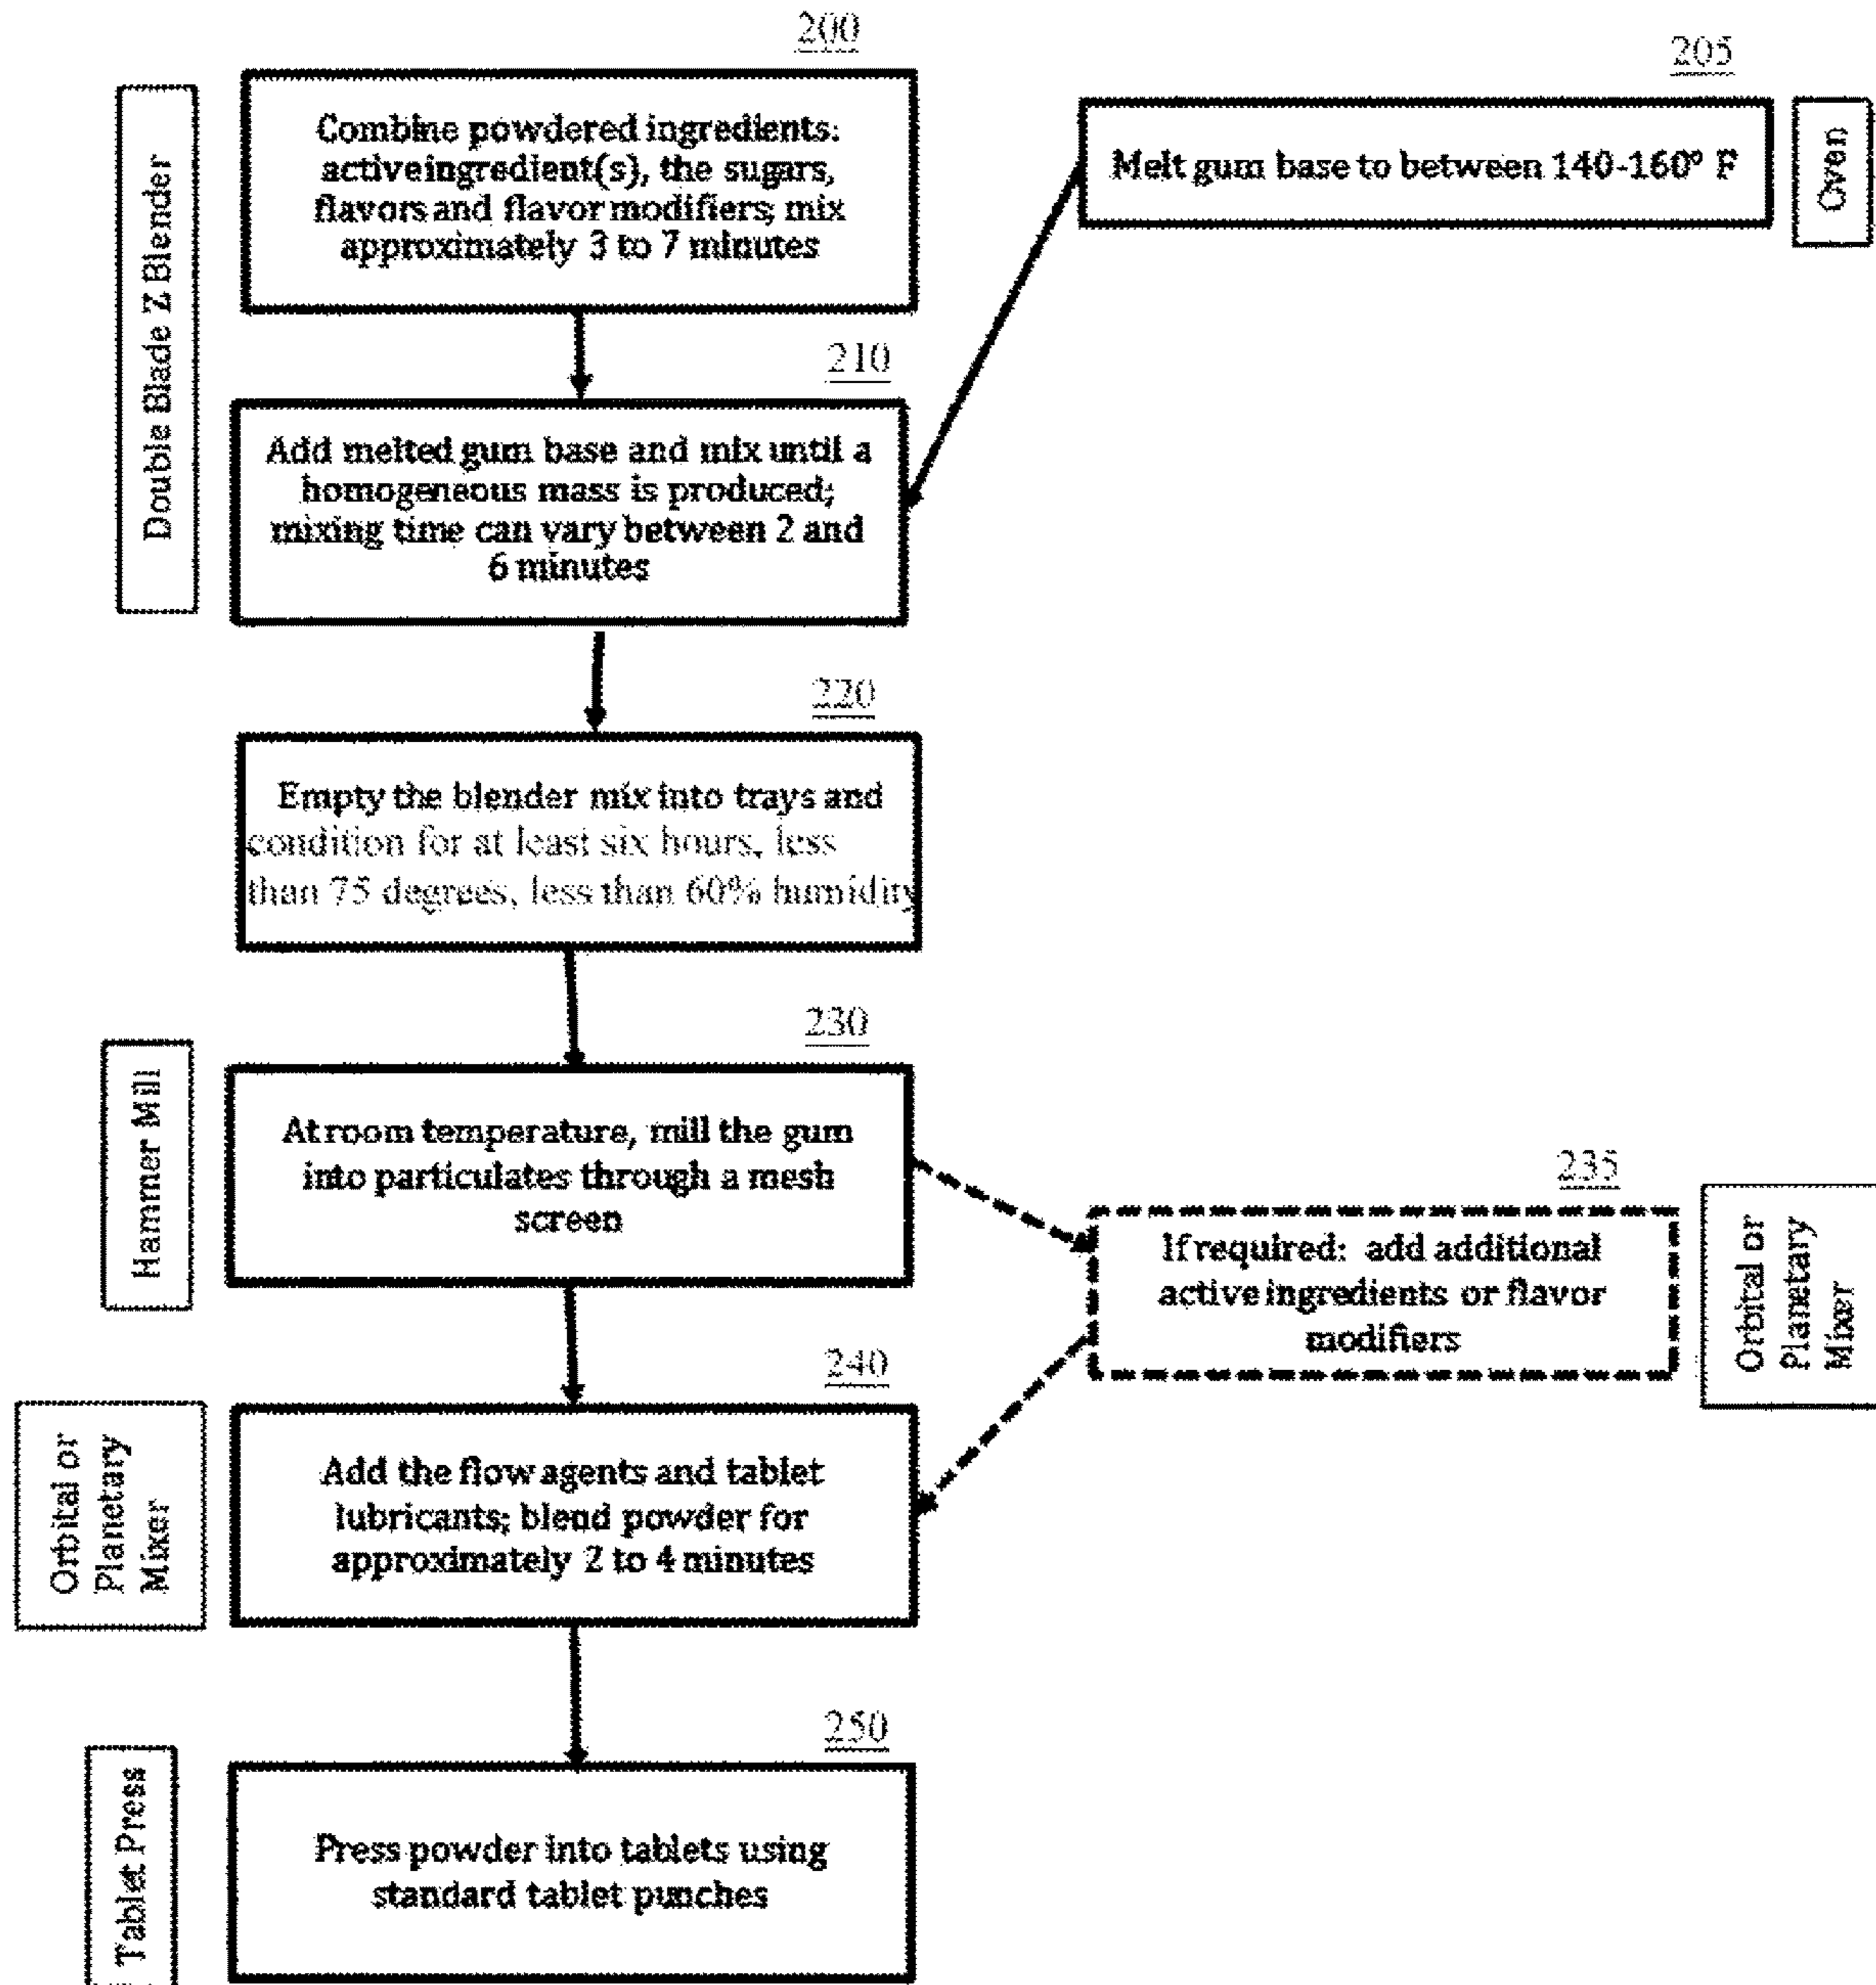 200
Combine powdered ingredients:
activeingredient(s), the sugars,
flavors and flavor modifiers; mix
approximately 3 to 7 minutes
Double Blade Z Blender
205
Melt gum base to between 140-160° F
Oven
210
Add melted gum base and mix until a
homogeneous mass is produced;
mixing time can vary between 2 and
6 minutes
220
Empty the blender mix into trays and
condition for at least six hours, less
than 75 degrees, less than 60% humidity
230
Hammer Mill
At room temperature, mill the gum
into particulates through a mesh
screen
235
If required: add additional
active ingredients or flavor
modifiers
Orbital or
Planetary
Mixer
240
Orbital or
Planetary
Mixer
Add the flow agents and tablet
lubricants; blend powder for
approximately 2 to 4 minutes
250
Tablet Press
Press powder into tablets using
standard tablet punches